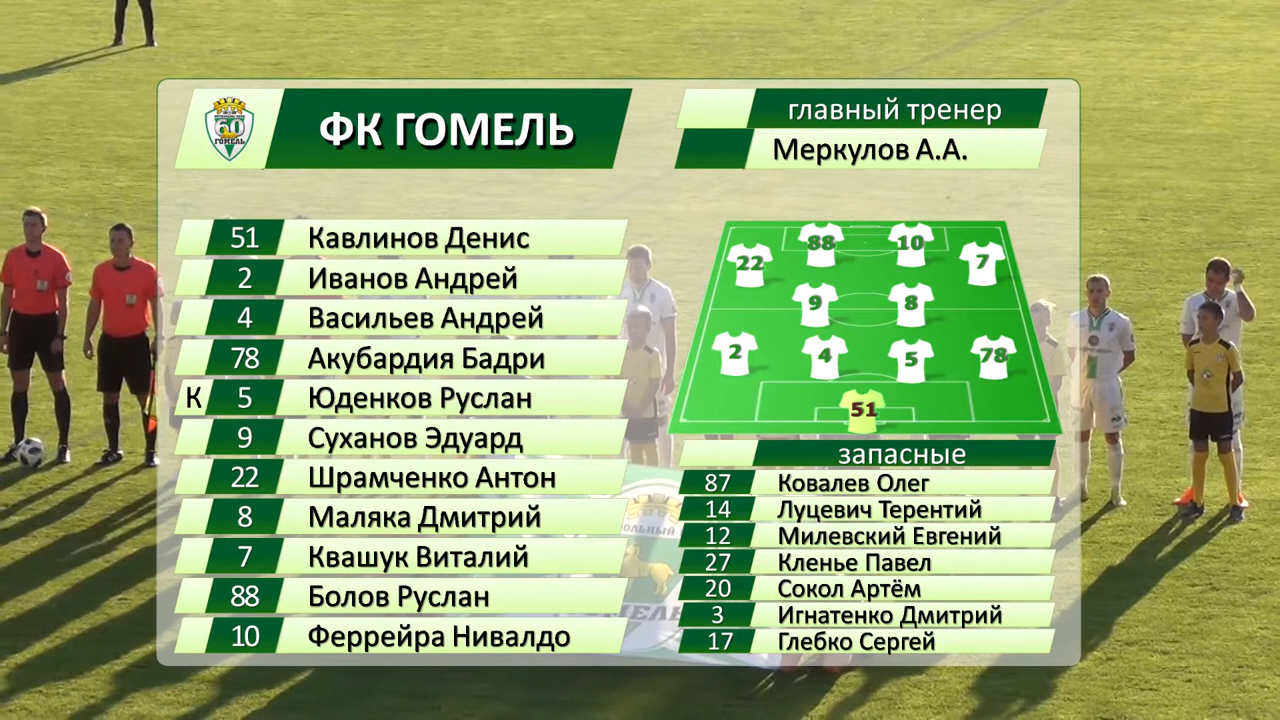 ФК ГОМЕЛЬ
60
ГОМЕЛЬ
главный тренер
Меркулов А.А.
51 Кавлинов Денис
2 Иванов Андрей
4 Васильев Андрей
78 Акубардия Бадри
К 5 Юденков Руслан
9 Суханов Эдуард
22 Шрамченко Антон
8 Маляка Дмитрий
7 Квашук Виталий
88 Болов Руслан
10 Феррейра Нивалдо
22 88 10 7
9 8
2 4 5 78
51
запасные
87 Ковалев Олег
14 Луцевич Терентий
12 Милевский Евгений
27 Кленье Павел
20 Сокол Артём
3 Игнатенко Дмитрий
17 Глебко Сергей